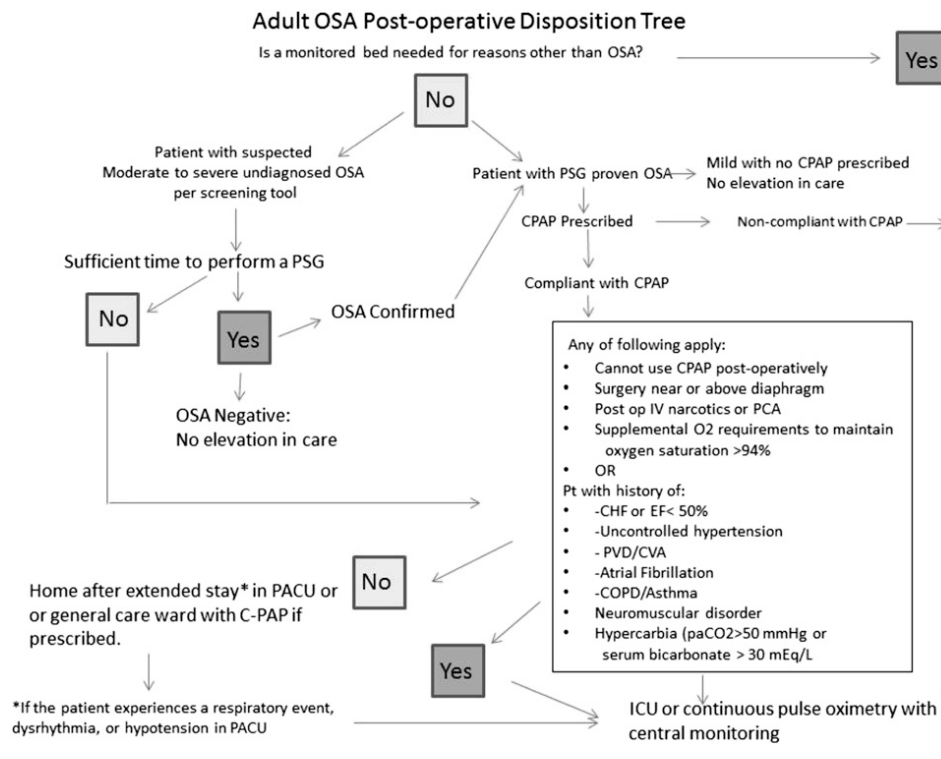 Adult OSA Post-operative Disposition Tree
Is a monitored bed needed for reasons other than OSA?
Yes
No
Patient with suspected
Moderate to severe undiagnosed OSA
per screening tool
Patient with PSG proven OSA
Mild with no CPAP prescribed
No elevation in care
CPAP Prescribed
Non-compliant with CPAP
Sufficient time to perform a PSG
Compliant with CPAP
No
Yes
OSA Confirmed
OSA Negative:
No elevation in care
Any of following apply:
• Cannot use CPAP post-operatively
• Surgery near or above diaphragm
• Post op IV narcotics or PCA
• Supplemental O2 requirements to maintain
oxygen saturation >94%
• OR
Pt with history of:
• -CHF or EF< 50%
• -Uncontrolled hypertension
• - PVD/CVA
• -Atrial Fibrillation
• -COPD/Asthma
• Neuromuscular disorder
• Hypercarbia (paCO2>50 mmHg or
serum bicarbonate > 30 mEq/L
No
Home after extended stay* in PACU or
or general care ward with C-PAP if
prescribed.
Yes
*If the patient experiences a respiratory event,
dysrhythmia, or hypotension in PACU
ICU or continuous pulse oximetry with
central monitoring